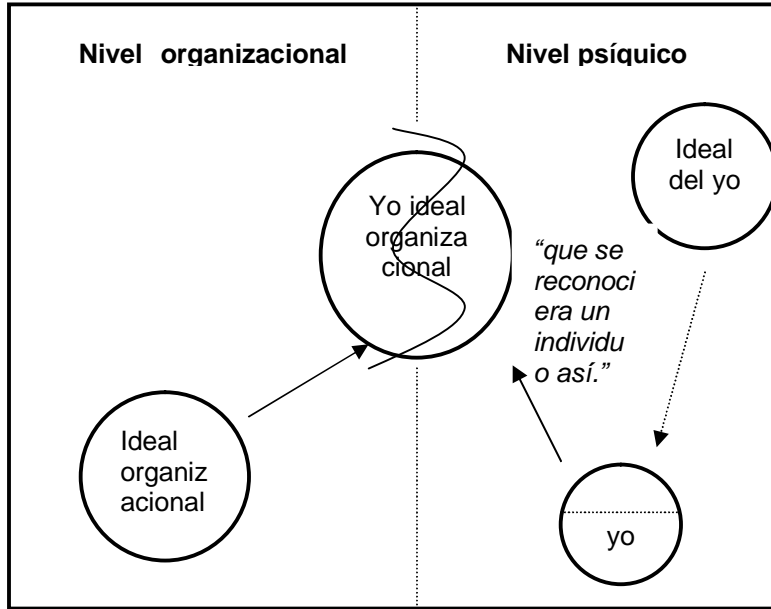 Nivel organizacional
Nivel psíquico
Ideal
del yo
Yo ideal
organiza
cional
“que se
reconoci
era un
individu
o así.”
Ideal
organiz
acional
yo